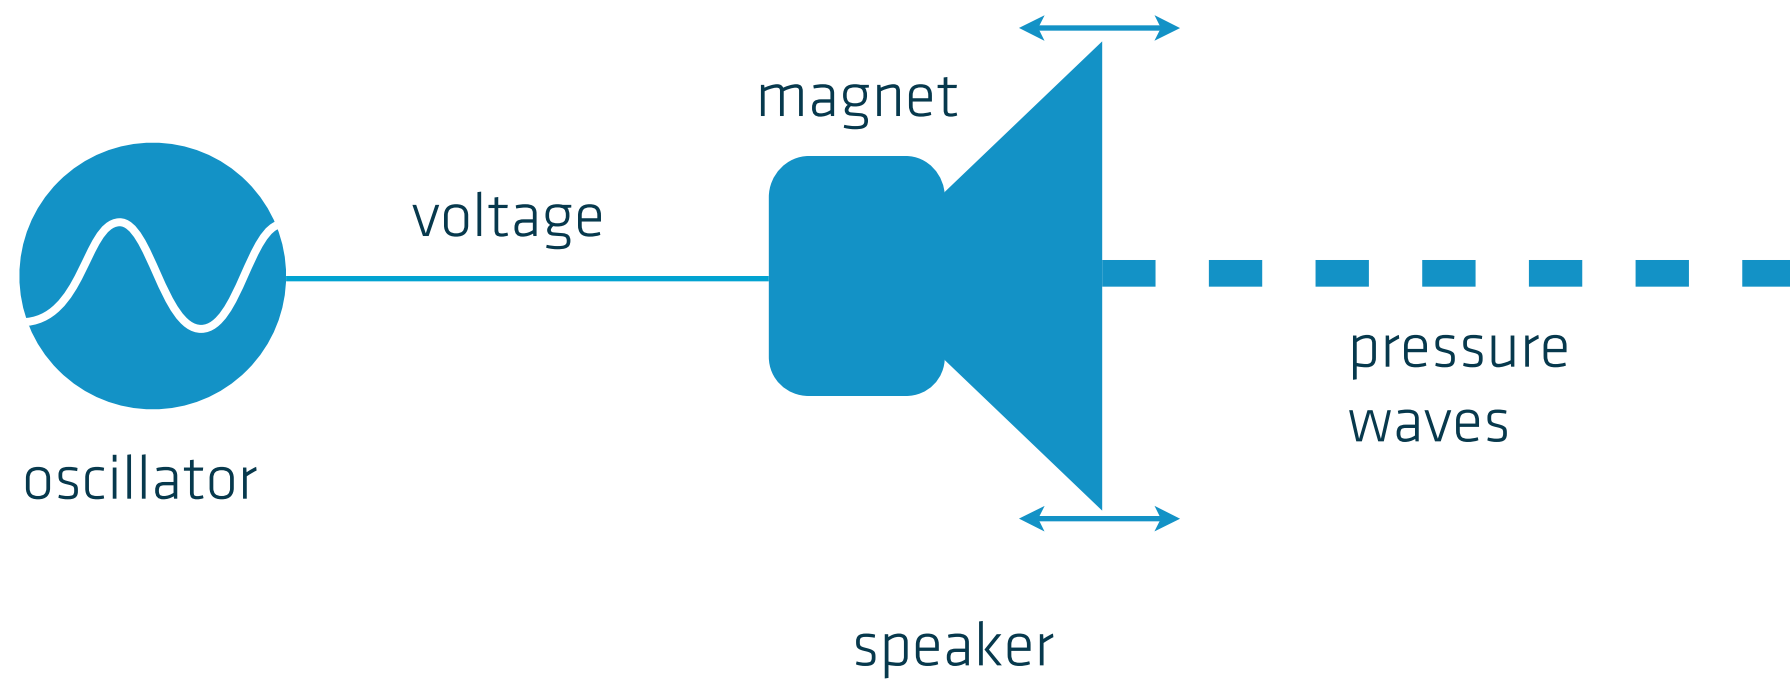 magnet
voltage
oscillator
pressure
waves
speaker